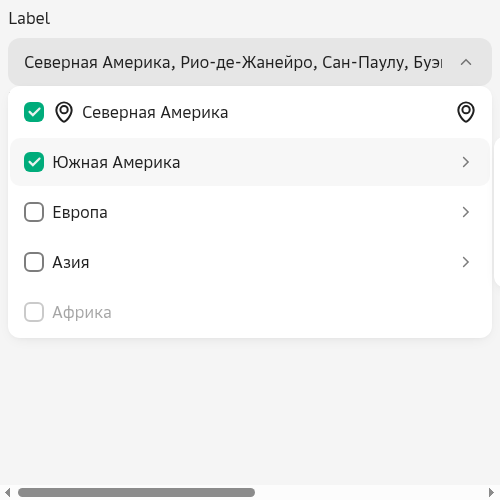 Label
Северная Америка, Рио-де-Жанейро, Сан-Паулу,
Северная Америка
Южная Америка
Европа
Азия
Африка